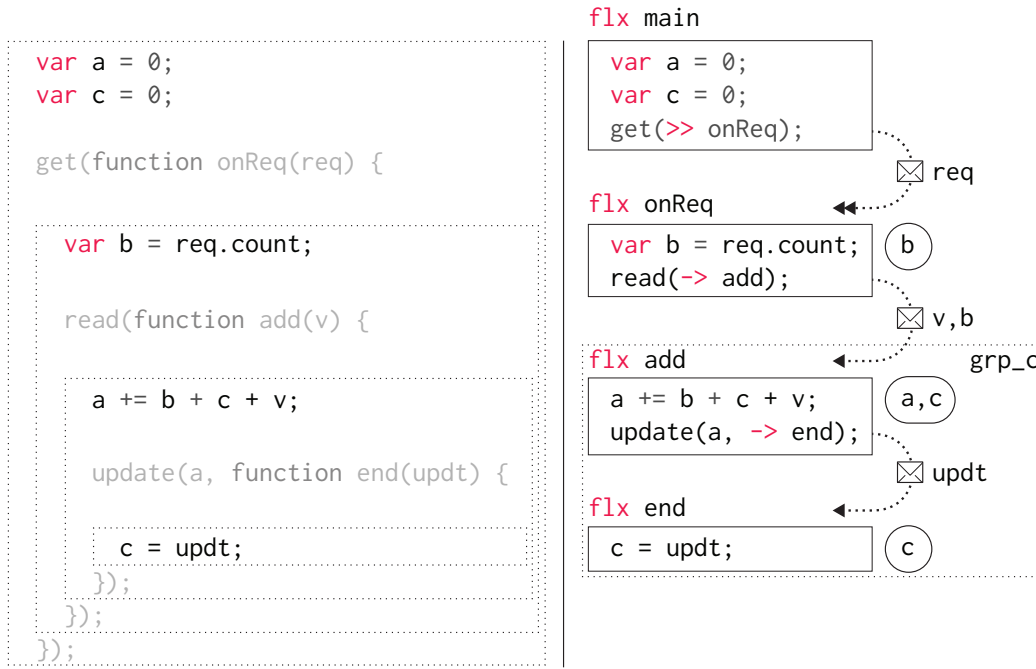 var a = 0;
var c = 0;
get(function onReq(req) {
var b = req.count;
read(function add(v) {
a += b + c + v;
update(a, function end(updt) {
c = updt;
});
});
});
flx main
var a = 0;
var c = 0;
get(>> onReq);
req
flx onReq
var b = req.count;
b
read(-> add);
v,b
flx add
grp_c
a += b + c + v;
a,c
update(a, -> end);
updt
flx end
c = updt;
c